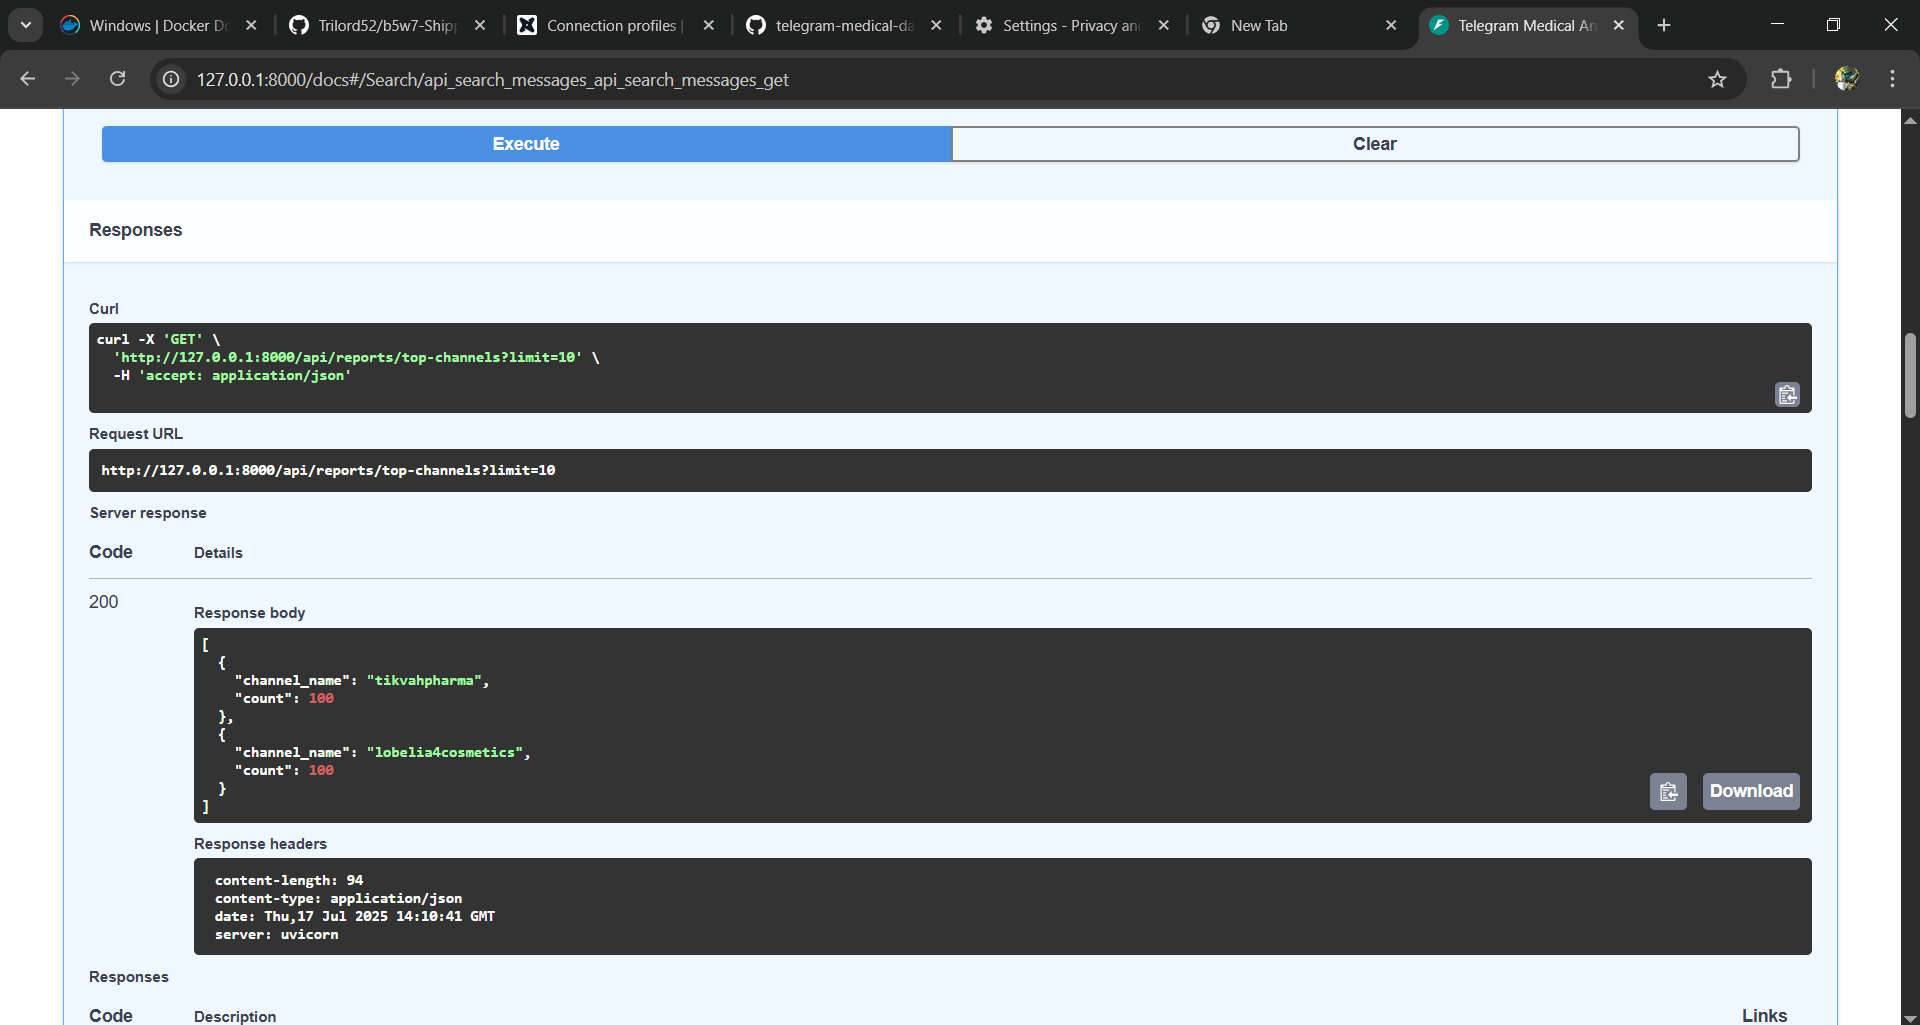 Windows | Docker Do
Trilord52/b5w7-Shipp
Connection profiles |
telegram-medical-da
Settings - Privacy and
New Tab
Telegram Medical An
127.0.0.1:8000/docs#/Search/api_search_messages_api_search_messages_get
Execute
Clear
Responses
Curl
curl -X 'GET' \
'http://127.0.0.1:8000/api/reports/top-channels?limit=10' \
-H 'accept: application/json'
Request URL
http://127.0.0.1:8000/api/reports/top-channels?limit=10
Server response
Code Details
200
Response body
[
{
"channel_name": "tikvahpharma",
"count": 100
},
{
"channel_name": "lobelia4cosmetics",
"count": 100
}
]
Download
Response headers
content-length: 94
content-type: application/json
date: Thu,17 Jul 2025 14:10:41 GMT
server: uvicorn
Responses
Code Description Links